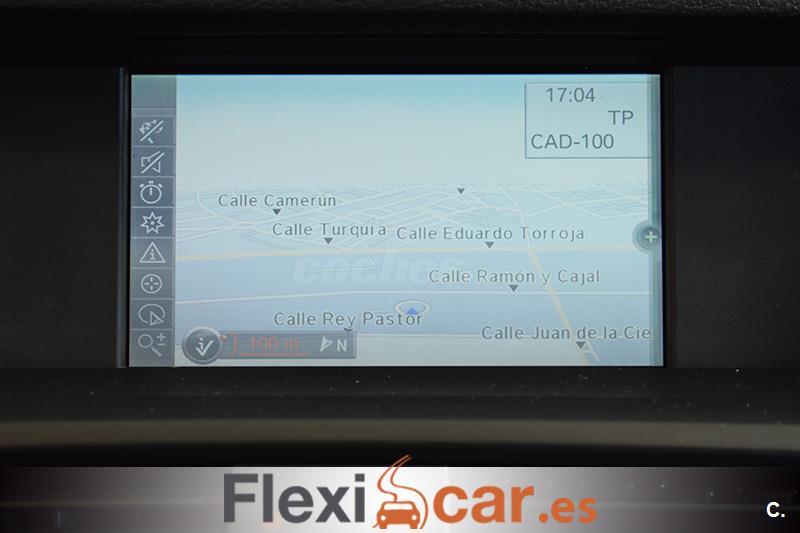 17:04
TP
CAD-100
Calle Camerún
Calle Turquía
Calle Eduardo Torroja
coches
Calle Ramón y Cajal
Calle Rey Pastor
Calle Juan de la Cie
100 m
N
Flexicar.es
c.